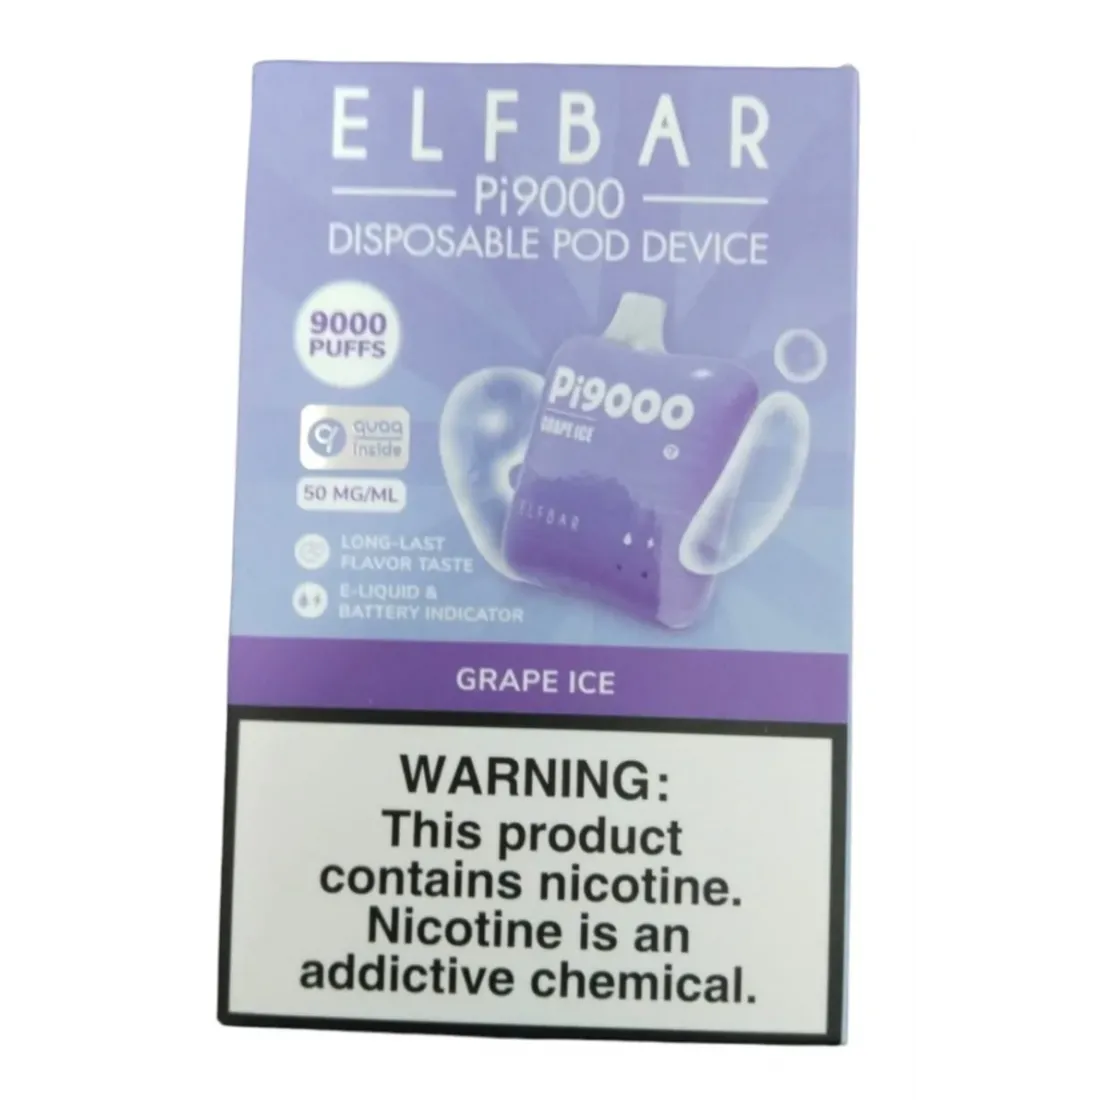 ELFBAR
Pi9000
DISPOSABLE POD DEVICE
9000
PUFFS
quaq
inside
50 MG/ML
LONG-LAST
FLAVOR TASTE
E-LIQUID &
BATTERY INDICATOR
Pi9000
GRAPE ICE
ELFBAR
GRAPE ICE
WARNING:
This product
contains nicotine.
Nicotine is an
addictive chemical.